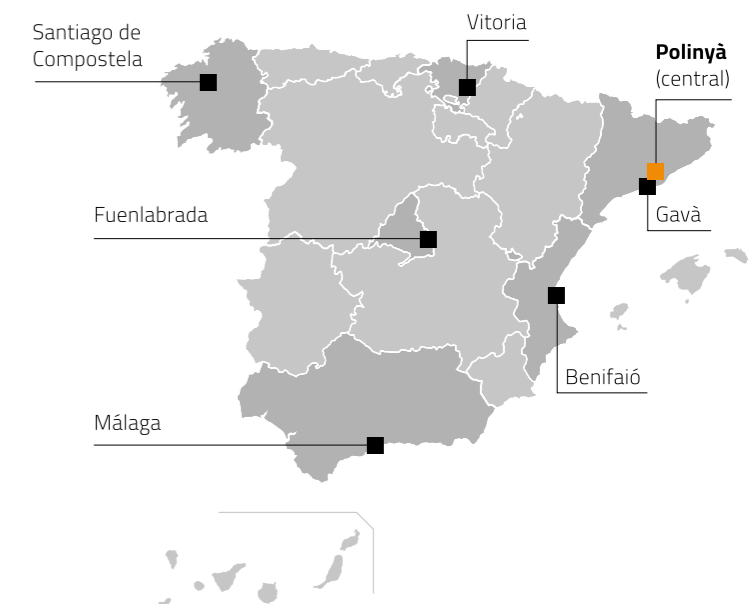 Santiago de
Compostela
Vitoria
Polinyà
(central)
Fuenlabrada
Gavà
Benifaió
Málaga